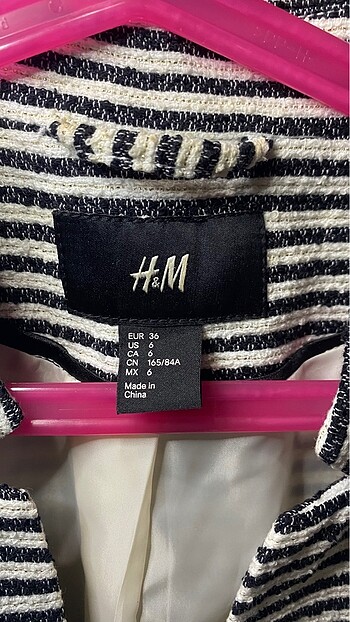 H&M
EUR 36
US 6
CA 6
CN 165/84A
MX 6
Made in
China